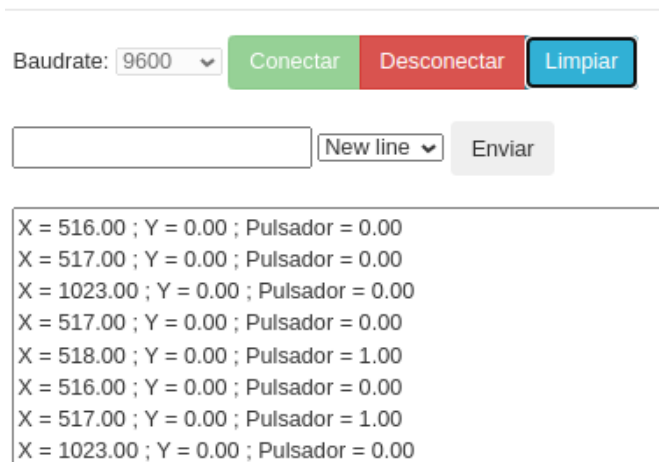 Baudrate: 9600 Conectar Desconectar Limpiar
New line Enviar
X = 516.00 ; Y = 0.00 ; Pulsador = 0.00
X = 517.00 ; Y = 0.00 ; Pulsador = 0.00
X = 1023.00 ; Y = 0.00 ; Pulsador = 0.00
X = 517.00 ; Y = 0.00 ; Pulsador = 0.00
X = 518.00 ; Y = 0.00 ; Pulsador = 1.00
X = 516.00 ; Y = 0.00 ; Pulsador = 0.00
X = 517.00 ; Y = 0.00 ; Pulsador = 1.00
X = 1023.00 ; Y = 0.00 ; Pulsador = 0.00